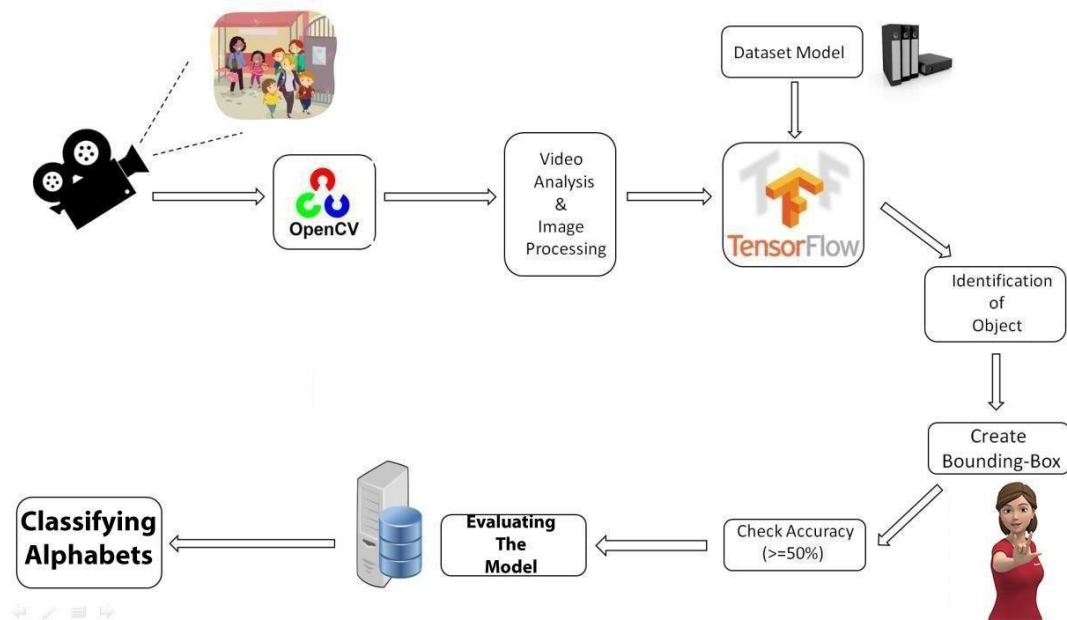 Dataset Model
OpenCV
Video
Analysis
&
Image
Processing
TensorFlow
Identification
of
Object
Create
Bounding-Box
Check Accuracy
(>=50%)
Evaluating
The
Model
Classifying
Alphabets